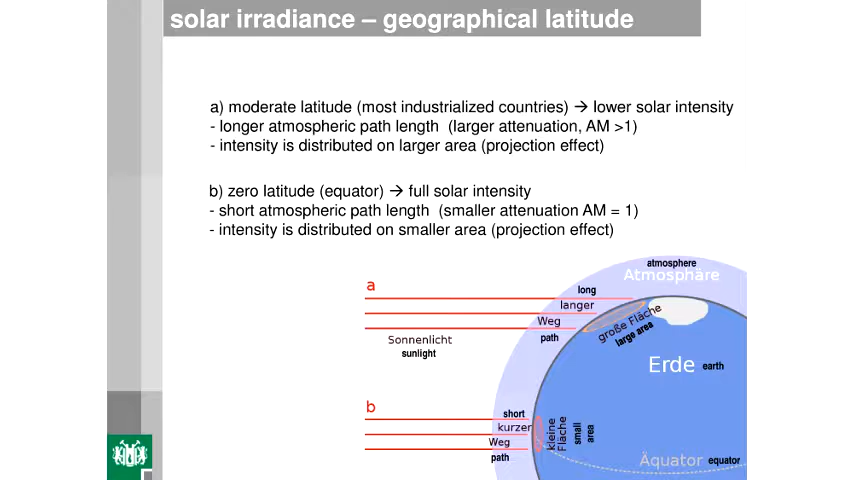 solar irradiance – geographical latitude
a) moderate latitude (most industrialized countries) → lower solar intensity
- longer atmospheric path length (larger attenuation, AM >1)
- intensity is distributed on larger area (projection effect)
b) zero latitude (equator) → full solar intensity
- short atmospheric path length (smaller attenuation AM = 1)
- intensity is distributed on smaller area (projection effect)
atmosphere
Atmosphäre
a
long
langer
Weg
path
große Fläche
large area
Sonnenlicht
sunlight
Erde earth
b
short
kurzer
Weg
path
kleine
Fläche
small
area
Äquator equator